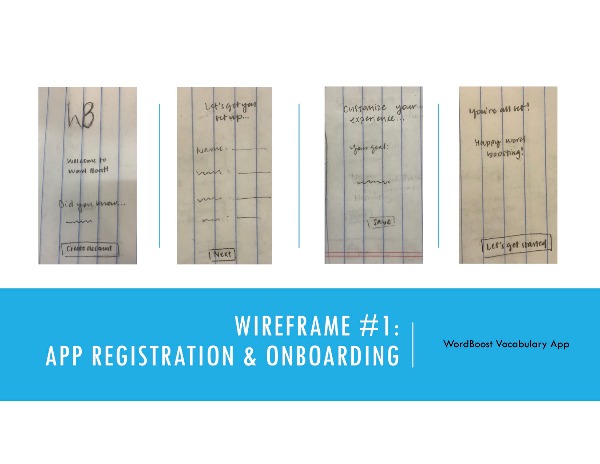 WB
Welcome to
Word Boost!
Did you know...
Create Account
Let's get you
set up...
Name:
Next
Customize your
experience...
Your goal:
Save
You're all set!
Happy word
boosting!
Let's get started
WIREFRAME #1:
APP REGISTRATION & ONBOARDING
WordBoost Vacabulary App